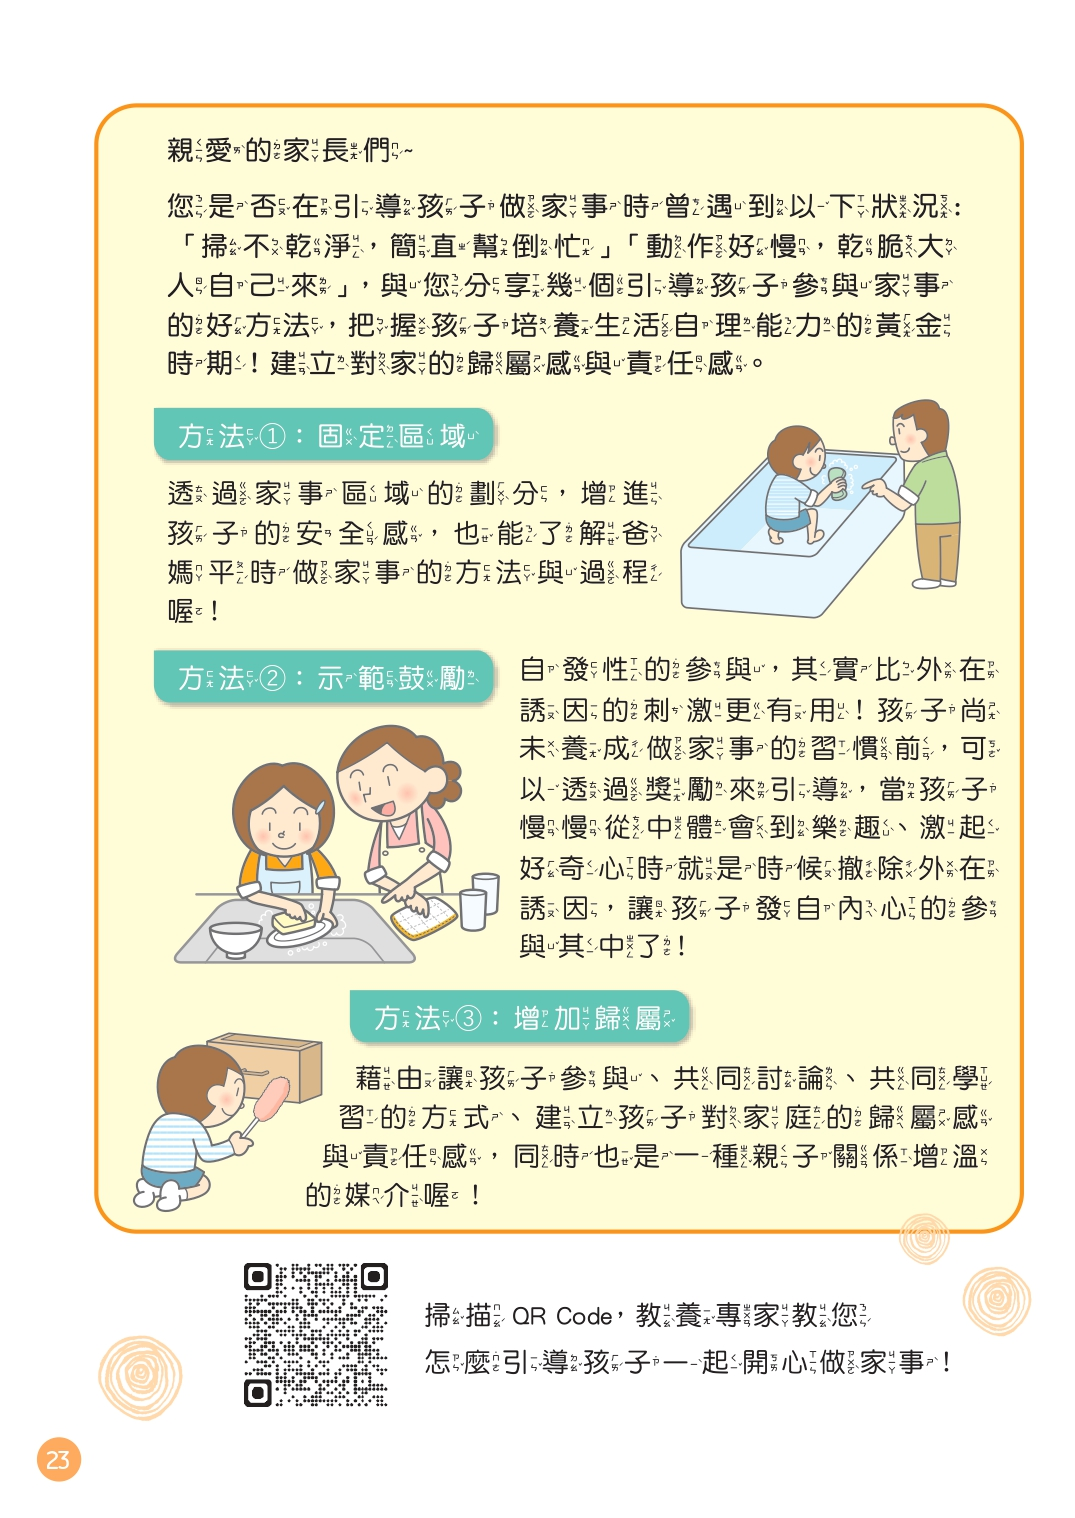 親愛的家長們~
您是否在引導孩子做家事時曾遇到以下狀況：
「掃不乾淨，簡直幫倒忙」「動作好慢，乾脆大
人自己來」，與您分享幾個引導孩子參與家事
的好方法，把握孩子培養生活自理能力的黃金
時期！建立對家的歸屬感與責任感。
方法①：固定區域
透過家事區域的劃分，增進
孩子的安全感，也能了解爸
媽平時做家事的方法與過程
喔！
方法②：示範鼓勵
自發性的參與，其實比外在
誘因的刺激更有用！孩子尚
未養成做家事的習慣前，可
以透過獎勵來引導，當孩子
慢慢從中體會到樂趣、激起
好奇心時就是時候撤除外在
誘因，讓孩子發自內心的參
與其中了！
方法③：增加歸屬
藉由讓孩子參與、共同討論、共同學
習的方式、建立孩子對家庭的歸屬感
與責任感，同時也是一種親子關係增溫
的媒介喔！
掃描 QR Code，教養專家教您
怎麼引導孩子一起開心做家事！
23